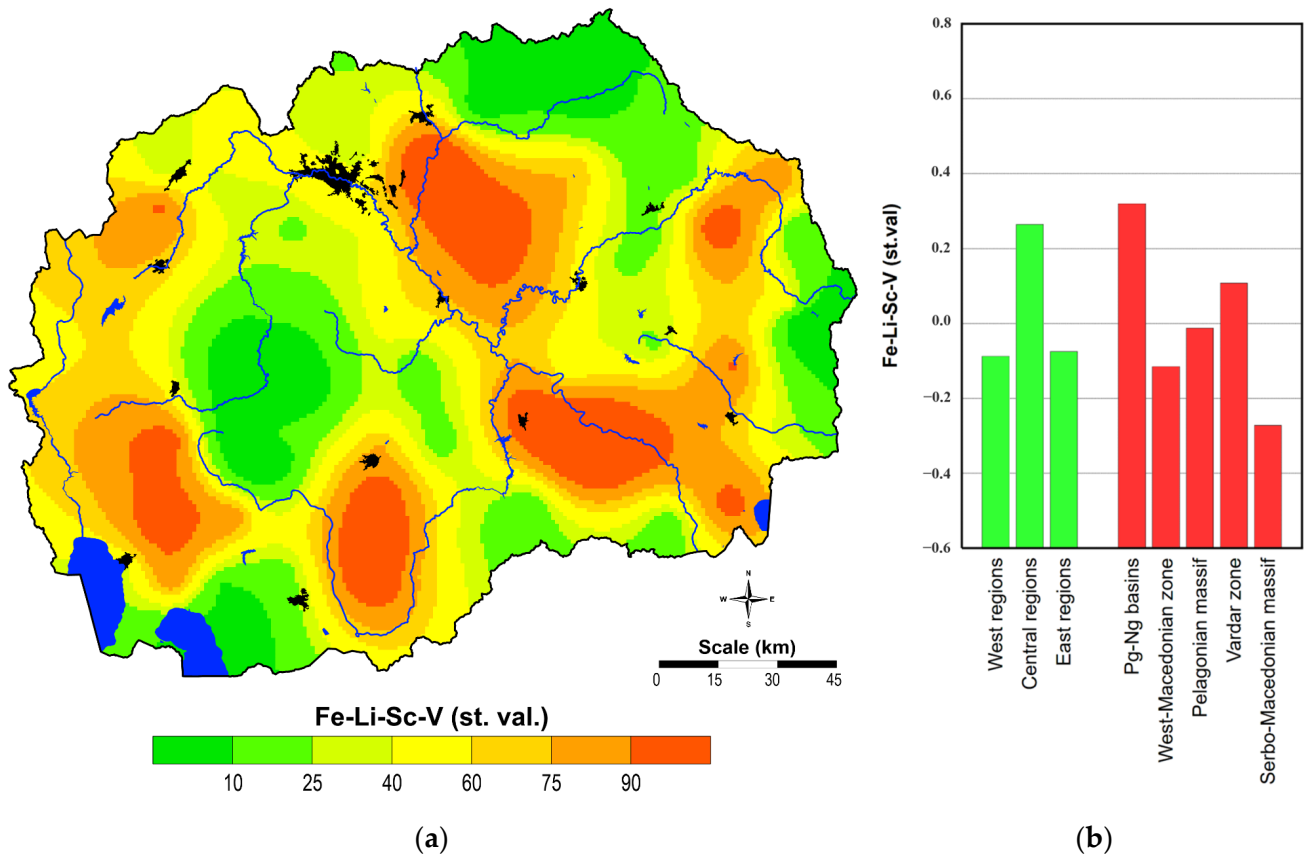 N
W E
S
Scale (km)
0 15 30 45
Fe-Li-Sc-V (st. val.)
10 25 40 60 75 90
(a)
Fe-Li-Sc-V (st.val)
0.8
0.6
0.4
0.2
0.0
−0.2
−0.4
−0.6
West regions
Central regions
East regions
Pg-Ng basins
West-Macedonian zone
Pelagonian massif
Vardar zone
Serbo-Macedonian massif
(b)